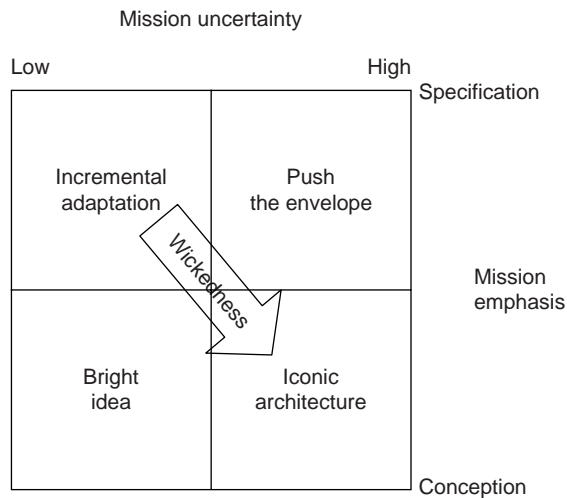 Mission uncertainty
Low
High
Specification
Incremental
adaptation
Push
the envelope
Wickedness
Mission
emphasis
Bright
idea
Iconic
architecture
Conception